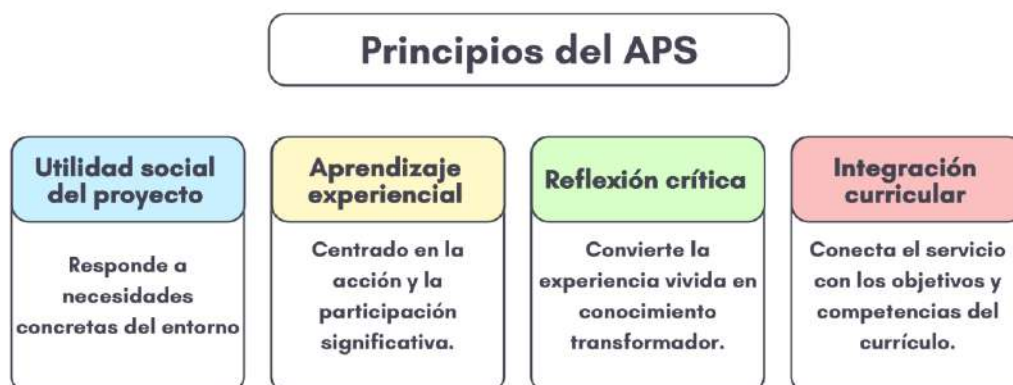 Principios del APS
Utilidad social
del proyecto
Responde a
necesidades
concretas del entorno
Aprendizaje
experiencial
Centrado en la
acción y la
participación
significativa.
Reflexión crítica
Convierte la
experiencia vivida en
conocimiento
transformador.
Integración
curricular
Conecta el servicio
con los objetivos y
competencias del
currículo.